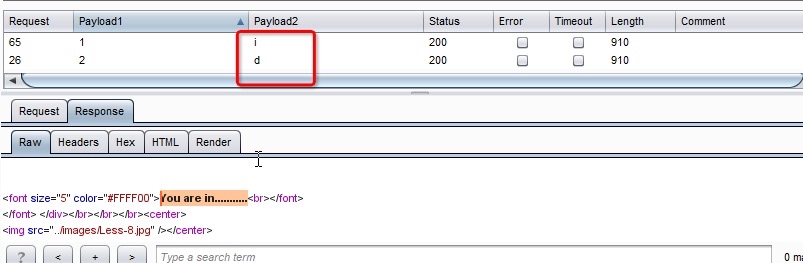 Request Payload1 Payload2 Status Error Timeout Length Comment
65 1 i 200 910
26 2 d 200 910
Request Response
Raw Headers Hex HTML Render
<font size="5" color="#FFFF00">You are in...........<br></font>
</font> </div></br></br></br><center>
<img src="../images/Less-8.jpg" /></center>
? < + > Type a search term 0 ma